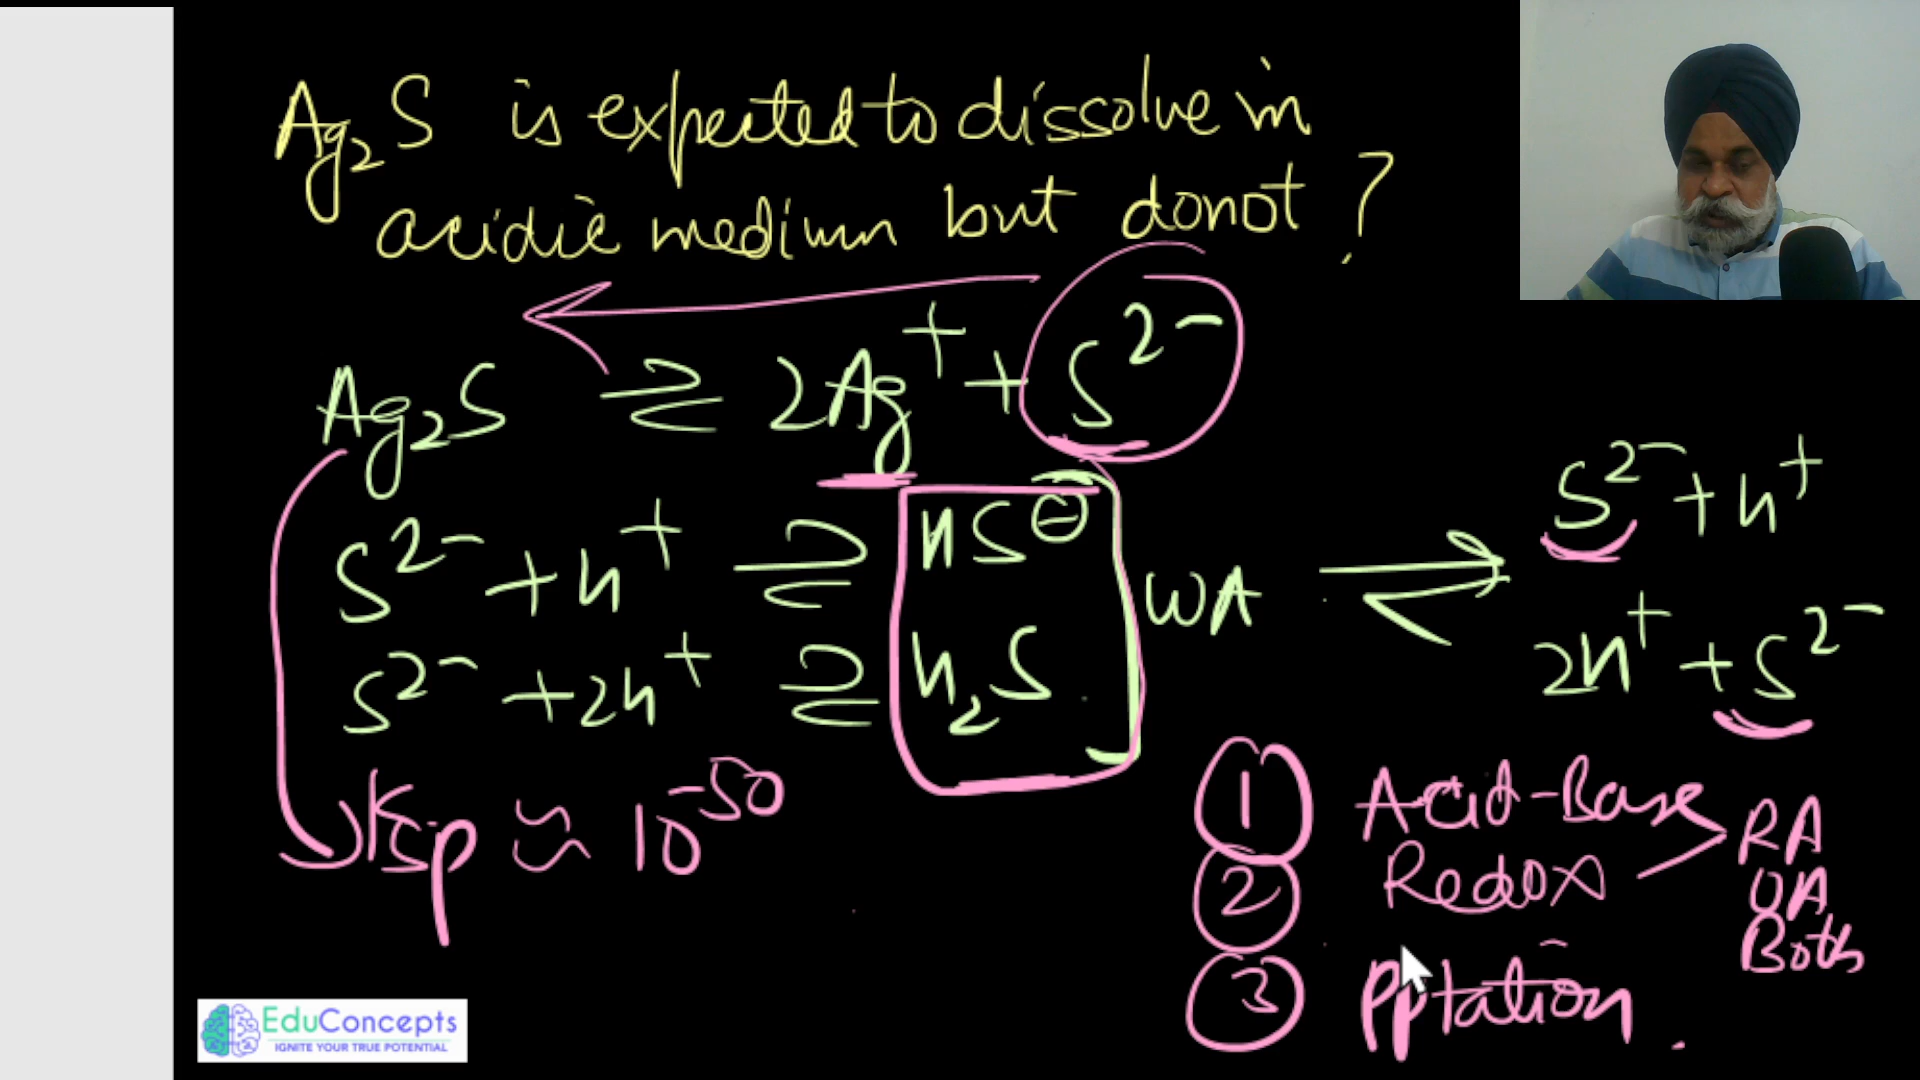 Ag2S is expected to dissolve in
acidic medium but donot ?
Ag2S ⇌ 2Ag+ + S2-
S2- + H+ ⇌ HS⊖
S2- + 2H+ ⇌ H2S
WA ⇌ S2- + H+
2H+ + S2-
Ksp ≈ 10-50
1 Acid-Base
2 Redox
3 Pptation.
RA
OA
Both
EduConcepts
IGNITE YOUR TRUE POTENTIAL